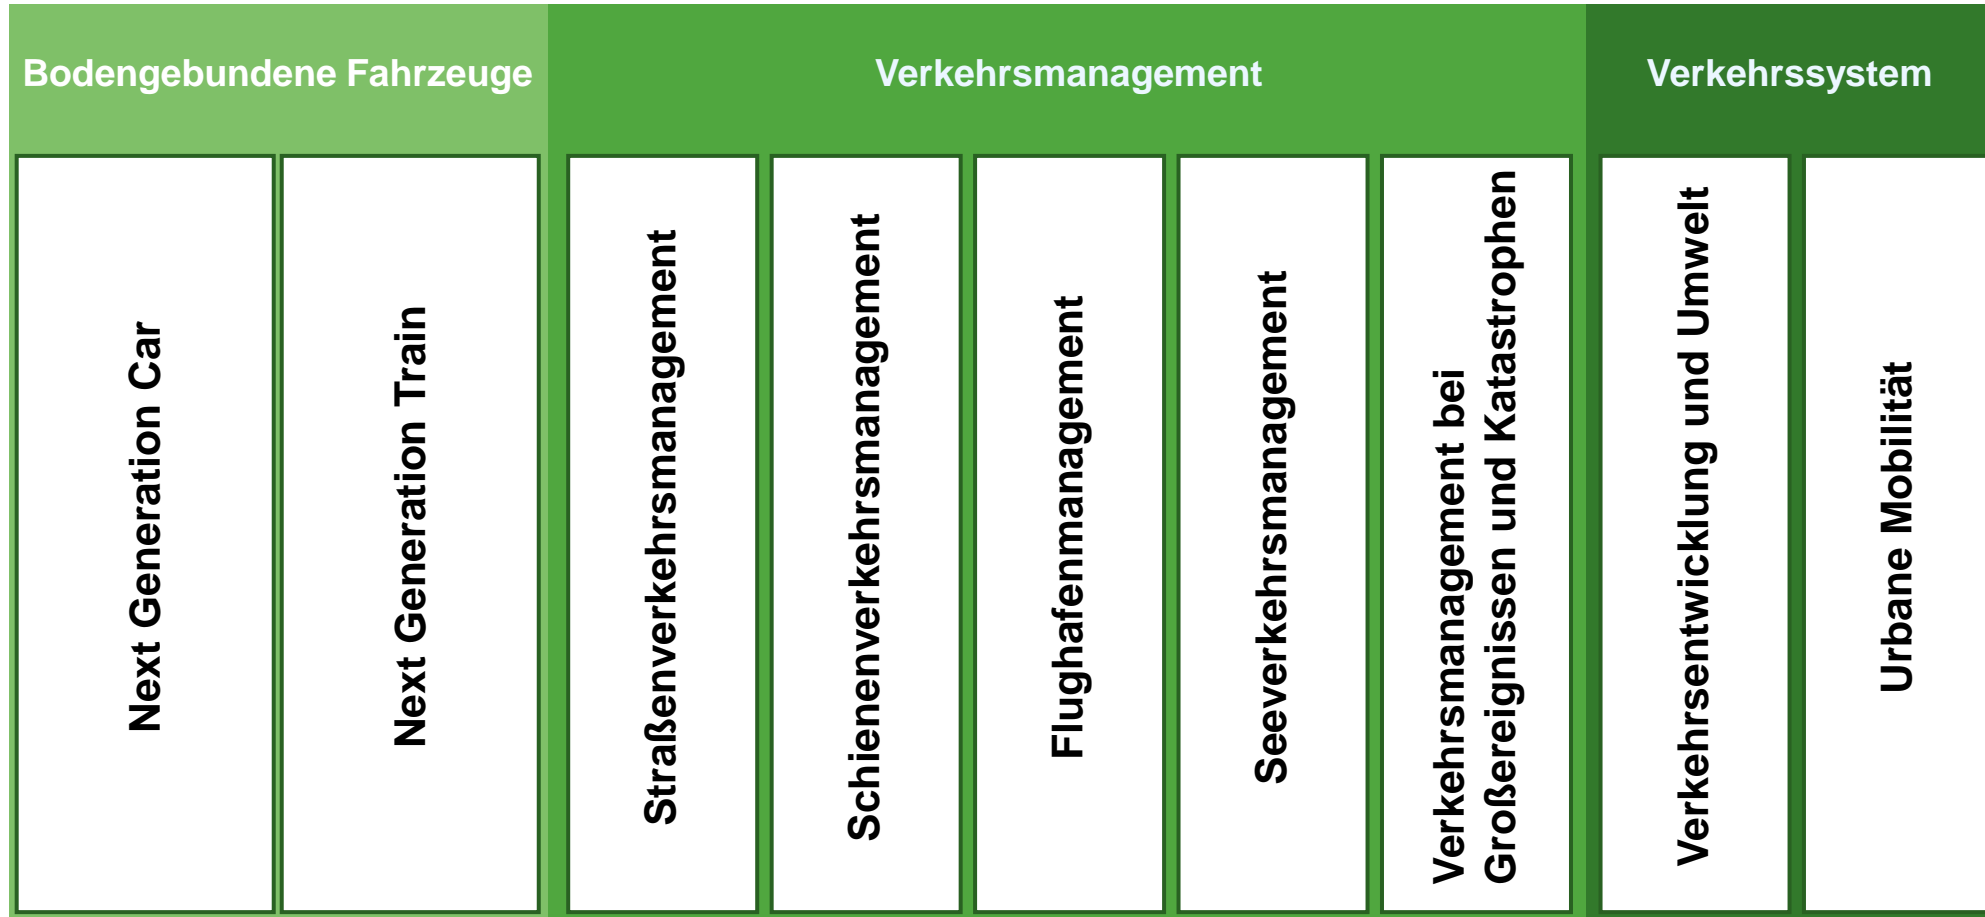 Bodengebundene Fahrzeuge
Verkehrsmanagement
Verkehrssystem
Next Generation Car
Next Generation Train
Straßenverkehrsmanagement
Schienenverkehrsmanagement
Flughafenmanagement
Seeverkehrsmanagement
Verkehrsmanagement bei
Großereignissen und Katastrophen
Verkehrsentwicklung und Umwelt
Urbane Mobilität